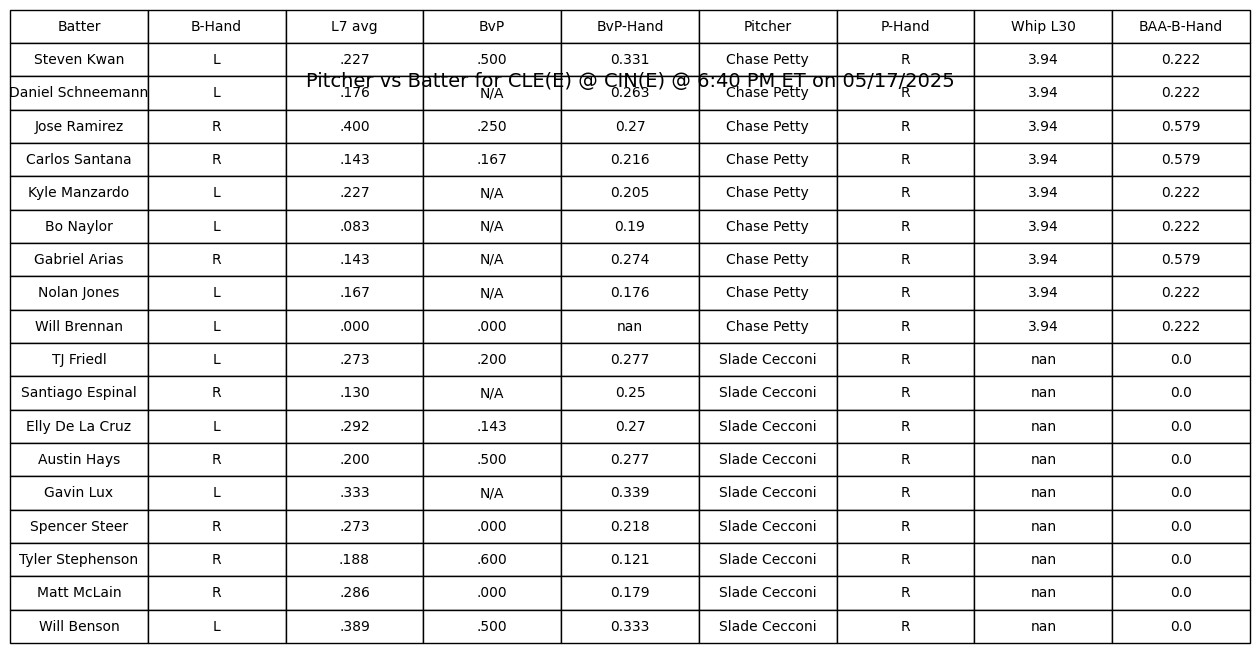 Batter B-Hand L7 avg BvP BvP-Hand Pitcher P-Hand Whip L30 BAA-B-Hand
Steven Kwan L .227 .500 0.331 Chase Petty R 3.94 0.222
Pitcher vs Batter for CLE(E) @ CIN(E) @ 6:40 PM ET on 05/17/2025
Daniel Schneemann L .176 N/A 0.263 Chase Petty R 3.94 0.222
Jose Ramirez R .400 .250 0.27 Chase Petty R 3.94 0.579
Carlos Santana R .143 .167 0.216 Chase Petty R 3.94 0.579
Kyle Manzardo L .227 N/A 0.205 Chase Petty R 3.94 0.222
Bo Naylor L .083 N/A 0.19 Chase Petty R 3.94 0.222
Gabriel Arias R .143 N/A 0.274 Chase Petty R 3.94 0.579
Nolan Jones L .167 N/A 0.176 Chase Petty R 3.94 0.222
Will Brennan L .000 .000 nan Chase Petty R 3.94 0.222
TJ Friedl L .273 .200 0.277 Slade Cecconi R nan 0.0
Santiago Espinal R .130 N/A 0.25 Slade Cecconi R nan 0.0
Elly De La Cruz L .292 .143 0.27 Slade Cecconi R nan 0.0
Austin Hays R .200 .500 0.277 Slade Cecconi R nan 0.0
Gavin Lux L .333 N/A 0.339 Slade Cecconi R nan 0.0
Spencer Steer R .273 .000 0.218 Slade Cecconi R nan 0.0
Tyler Stephenson R .188 .600 0.121 Slade Cecconi R nan 0.0
Matt McLain R .286 .000 0.179 Slade Cecconi R nan 0.0
Will Benson L .389 .500 0.333 Slade Cecconi R nan 0.0